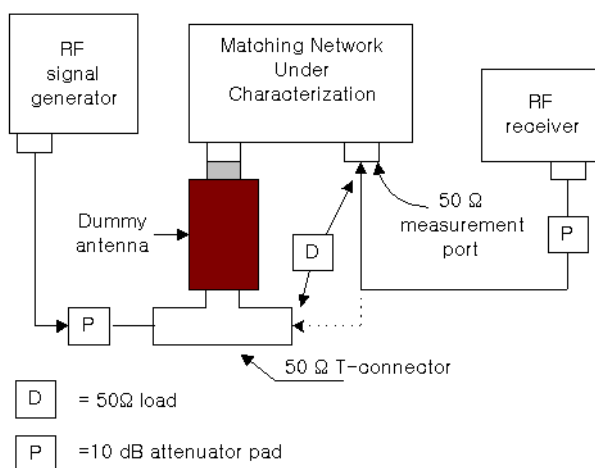 RF
signal
generator
Matching Network
Under
Characterization
RF
receiver
Dummy
antenna
50 Ω
measurement
port
D
P
P
50 Ω T-connector
D
= 50Ω load
P
=10 dB attenuator pad